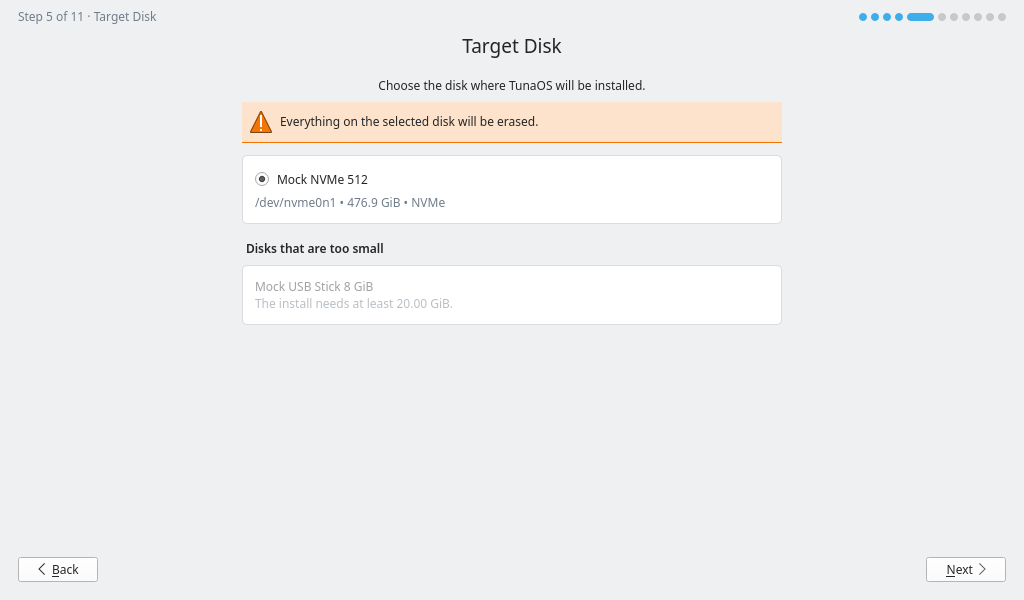 Step 5 of 11 · Target Disk
Target Disk
Choose the disk where TunaOS will be installed.
Everything on the selected disk will be erased.
Mock NVMe 512
/dev/nvme0n1 • 476.9 GiB • NVMe
Disks that are too small
Mock USB Stick 8 GiB
The install needs at least 20.00 GiB.
Back
Next